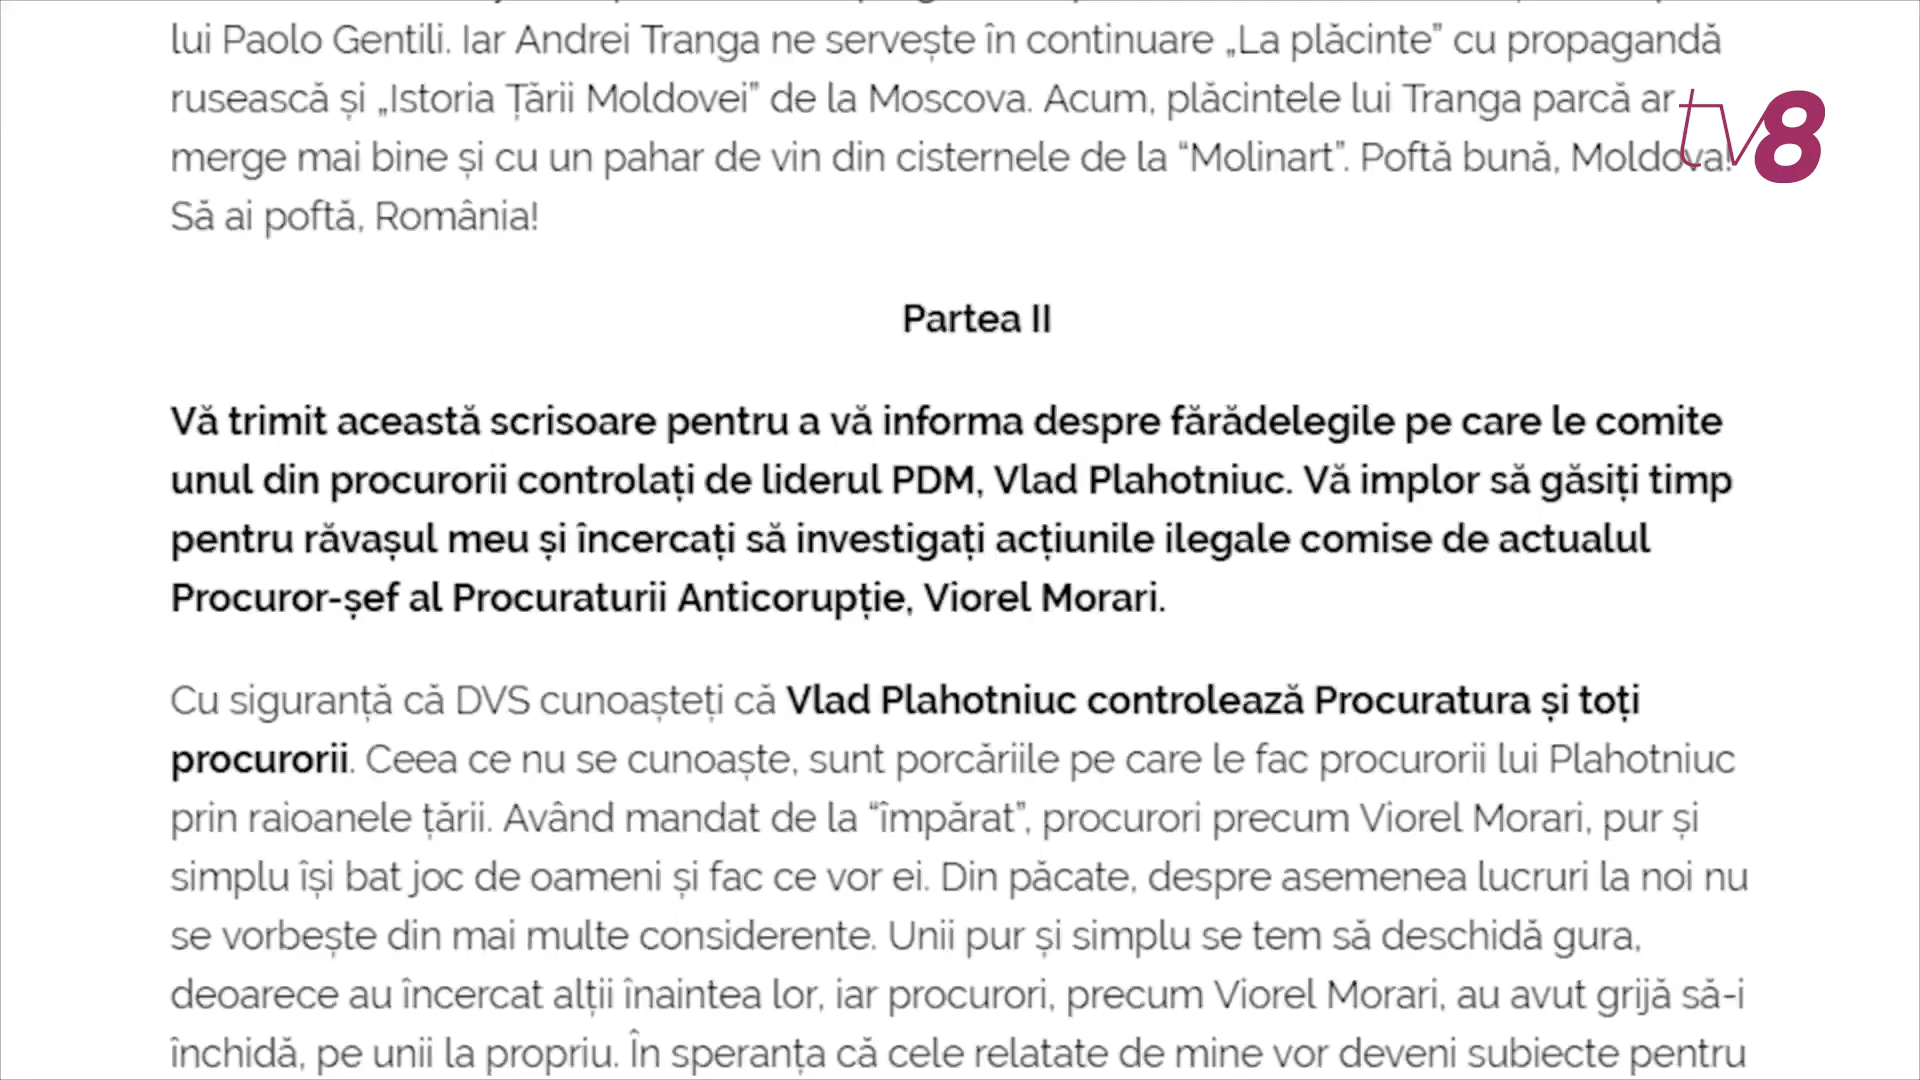 lui Paolo Gentili. Iar Andrei Tranga ne servește în continuare „La plăcinte” cu propagandă
rusească și „Istoria Țării Moldovei” de la Moscova. Acum, plăcintele lui Tranga parcă ar
merge mai bine și cu un pahar de vin din cisternele de la “Molinart”. Poftă bună, Moldova!
Să ai poftă, România!
tv8
Partea II
Vă trimit această scrisoare pentru a vă informa despre fărădelegile pe care le comite
unul din procurorii controlați de liderul PDM, Vlad Plahotniuc. Vă implor să găsiți timp
pentru răvașul meu și încercați să investigați acțiunile ilegale comise de actualul
Procuror-șef al Procuraturii Anticorupție, Viorel Morari.
Cu siguranță că DVS cunoașteți că Vlad Plahotniuc controlează Procuratura și toți
procurorii. Ceea ce nu se cunoaște, sunt porcăriile pe care le fac procurorii lui Plahotniuc
prin raioanele țării. Având mandat de la “împărat”, procurori precum Viorel Morari, pur și
simplu își bat joc de oameni și fac ce vor ei. Din păcate, despre asemenea lucruri la noi nu
se vorbește din mai multe considerente. Unii pur și simplu se tem să deschidă gura,
deoarece au încercat alții înaintea lor, iar procurori, precum Viorel Morari, au avut grijă să-i
închidă, pe unii la propriu. În speranța că cele relatate de mine vor deveni subiecte pentru